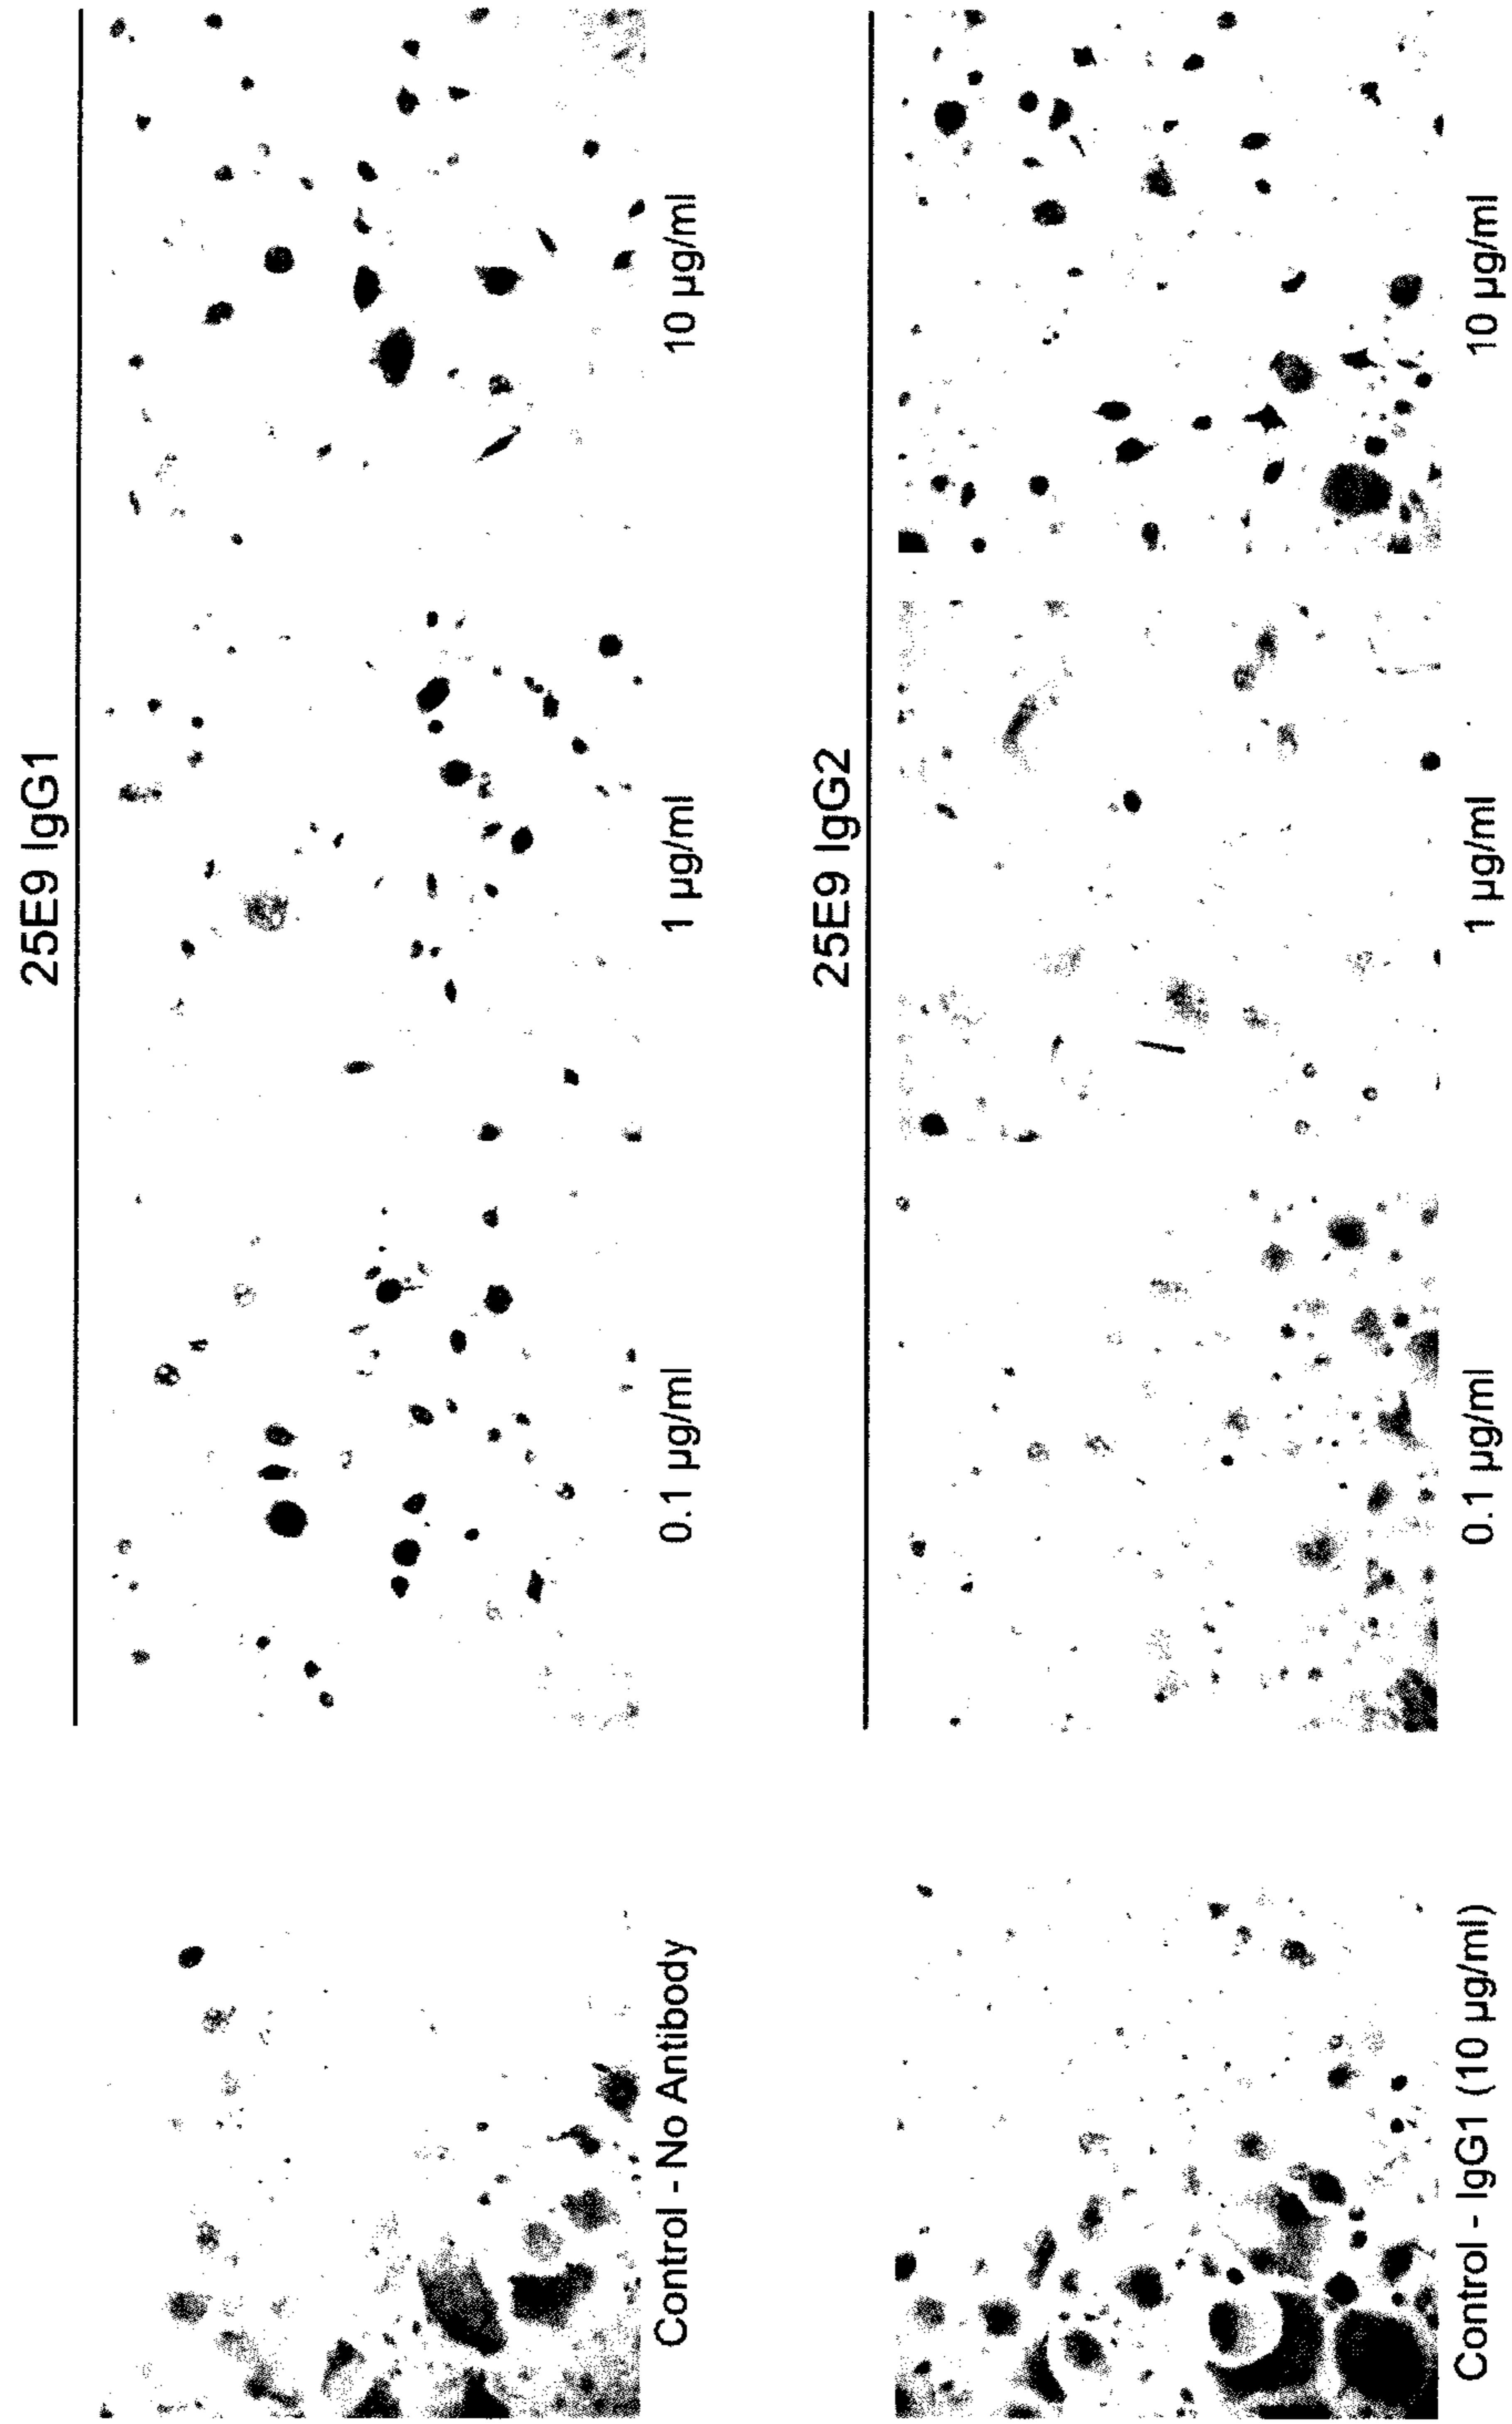 25E9 IgG1
Control - No Antibody
0.1 µg/ml
1 µg/ml
10 µg/ml
25E9 IgG2
Control - IgG1 (10 µg/ml)
0.1 µg/ml
1 µg/ml
10 µg/ml